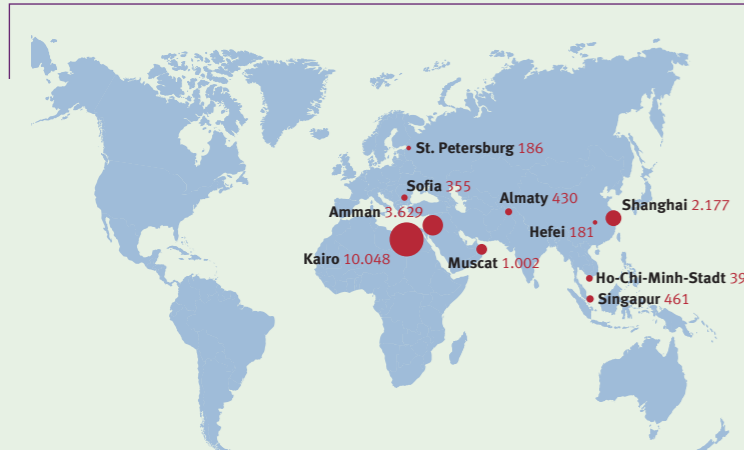 St. Petersburg 186
Sofia 355
Almaty 430
Amman 3.629
Shanghai 2.177
Hefei 181
Kairo 10.048
Muscat 1.002
Ho-Chi-Minh-Stadt
Singapur 461